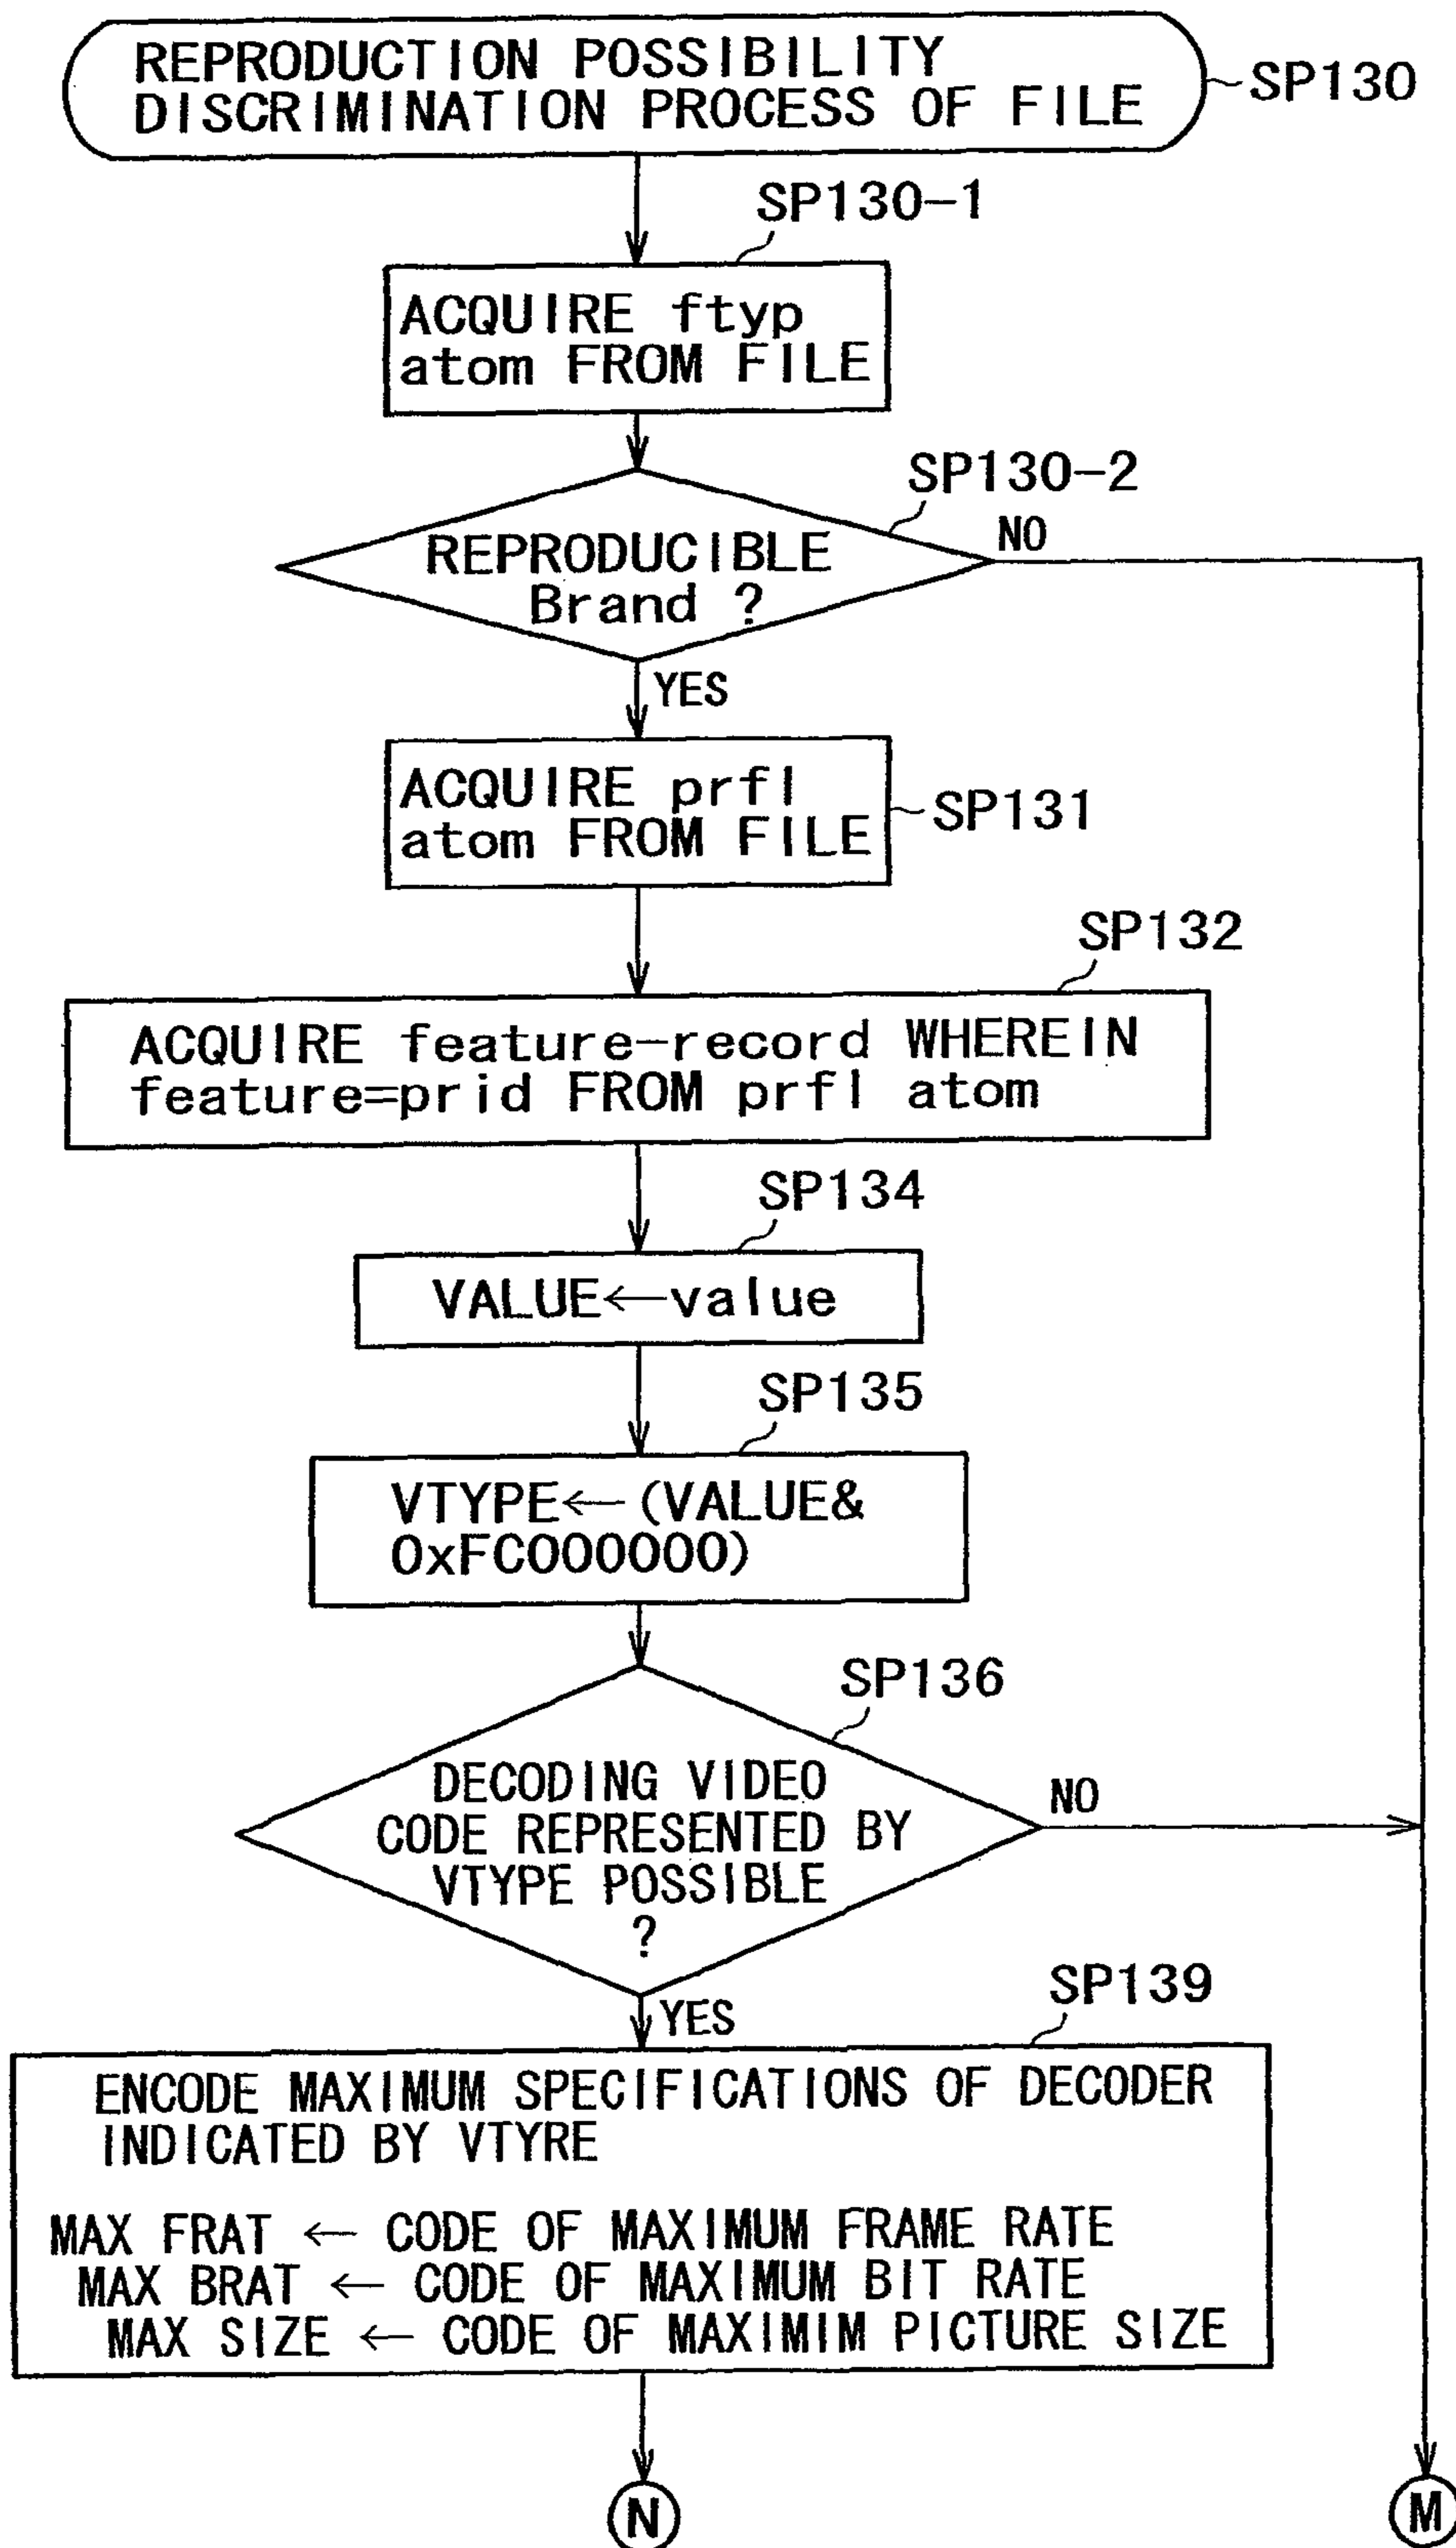 REPRODUCTION POSSIBILITY
DISCRIMINATION PROCESS OF FILE
SP130
SP130-1
ACQUIRE ftyp
atom FROM FILE
SP130-2
REPRODUCIBLE
Brand ?
NO
YES
ACQUIRE prfl
atom FROM FILE
SP131
SP132
ACQUIRE feature-record WHEREIN
feature=prid FROM prfl atom
SP134
VALUE←value
SP135
VTYPE←(VALUE&
0xFC000000)
SP136
DECODING VIDEO
CODE REPRESENTED BY
VTYPE POSSIBLE
?
NO
YES
SP139
ENCODE MAXIMUM SPECIFICATIONS OF DECODER
INDICATED BY VTYRE
MAX FRAT ← CODE OF MAXIMUM FRAME RATE
MAX BRAT ← CODE OF MAXIMUM BIT RATE
MAX SIZE ← CODE OF MAXIMIM PICTURE SIZE
N
M